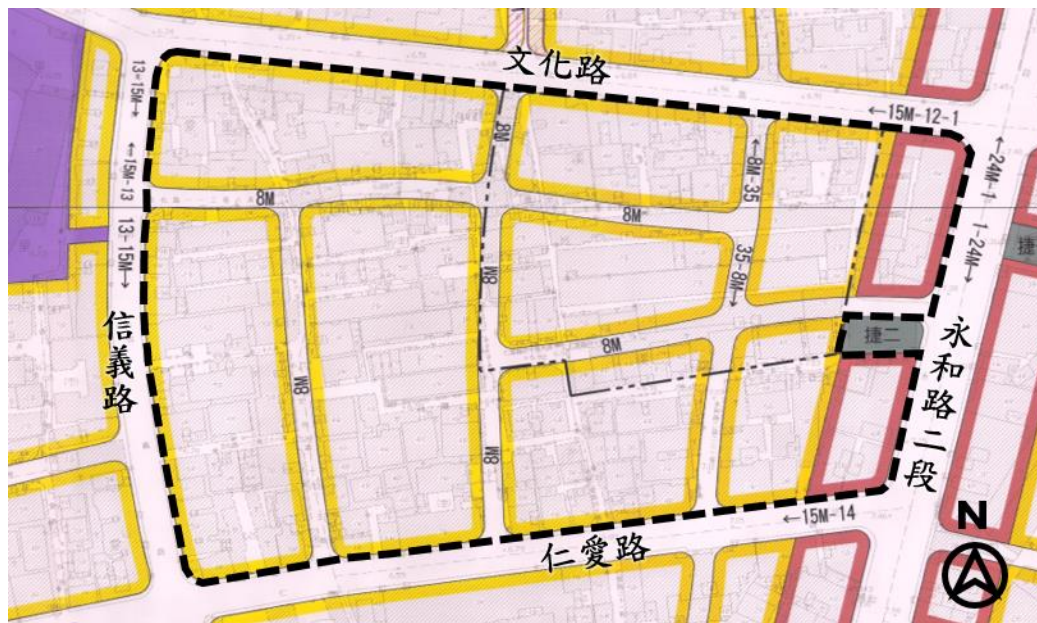 文化路
13-15M→
←15M-12-1
8M
←8M-35
←24M-1
←15M-13
8M
8M-
13-15M→
35-8M→
1-24M→
捷
8M
信義路
8M
捷二
永和路二段
8M
8M
←15M-14
仁愛路
N